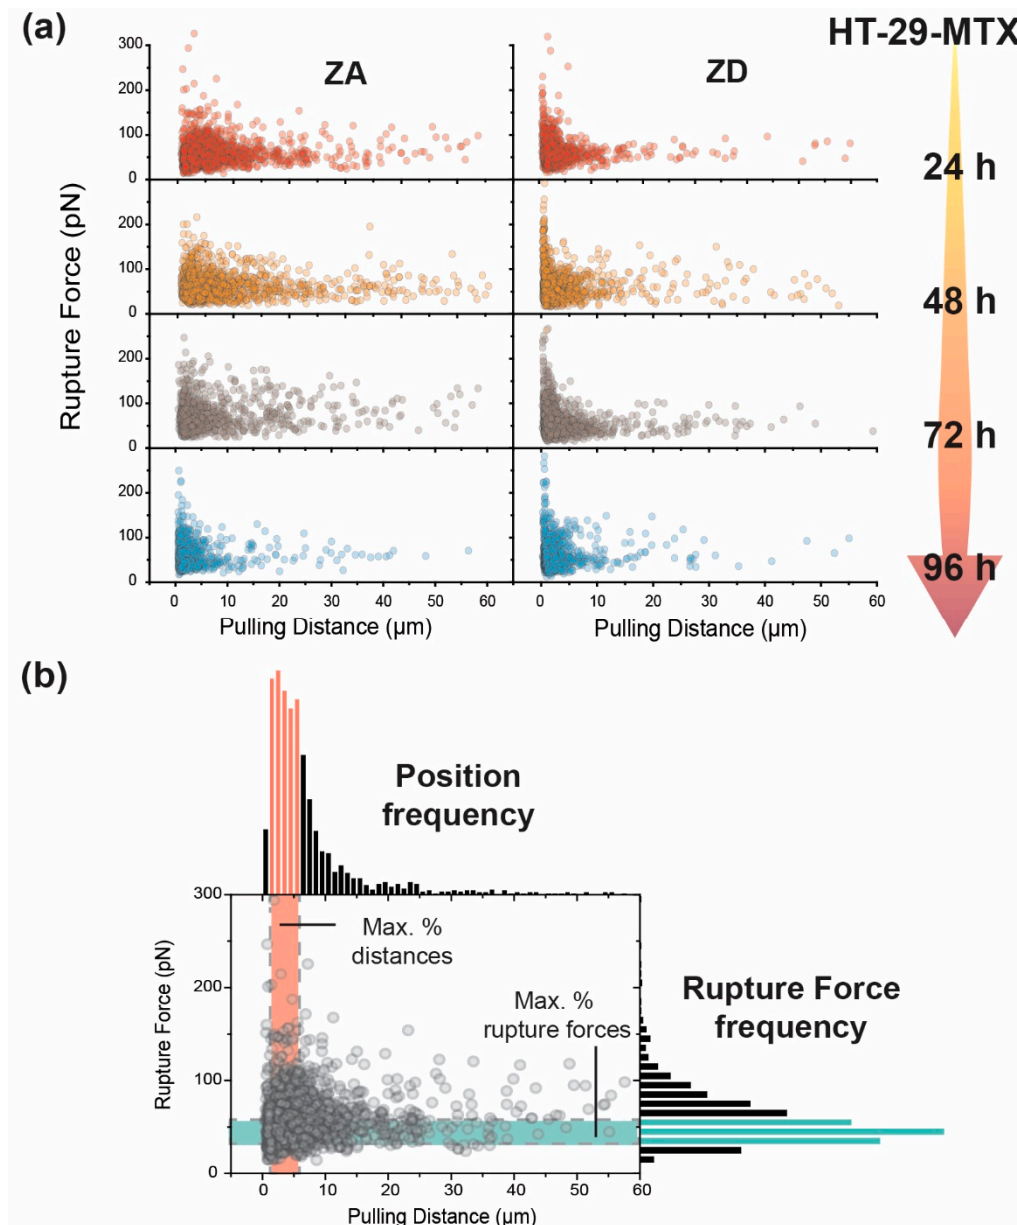 (a)
HT-29-MTX
ZA
ZD
300
200
100
0
24 h
200
100
0
48 h
200
100
0
72 h
200
100
0
96 h
Rupture Force (pN)
0 10 20 30 40 50 60
0 10 20 30 40 50 60
Pulling Distance (µm)
Pulling Distance (µm)
(b)
Position
frequency
300
200
100
0
Rupture Force (pN)
Max. %
distances
Max. %
rupture forces
Rupture Force
frequency
0 10 20 30 40 50 60
Pulling Distance (µm)